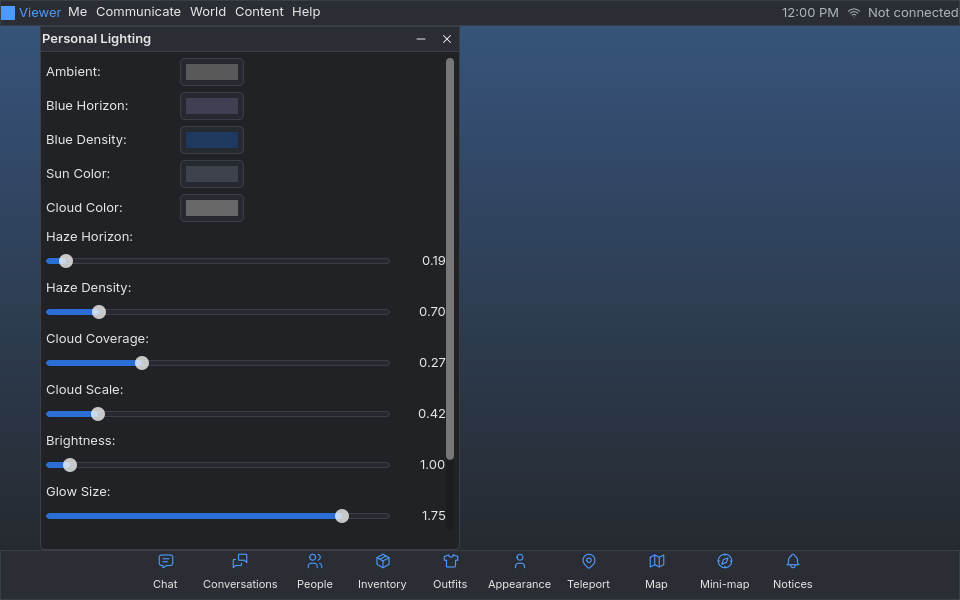 Viewer Me Communicate World Content Help 12:00 PM Not connected
Personal Lighting
Ambient:
Blue Horizon:
Blue Density:
Sun Color:
Cloud Color:
Haze Horizon:
0.19
Haze Density:
0.70
Cloud Coverage:
0.27
Cloud Scale:
0.42
Brightness:
1.00
Glow Size:
1.75
Chat Conversations People Inventory Outfits Appearance Teleport Map Mini-map Notices